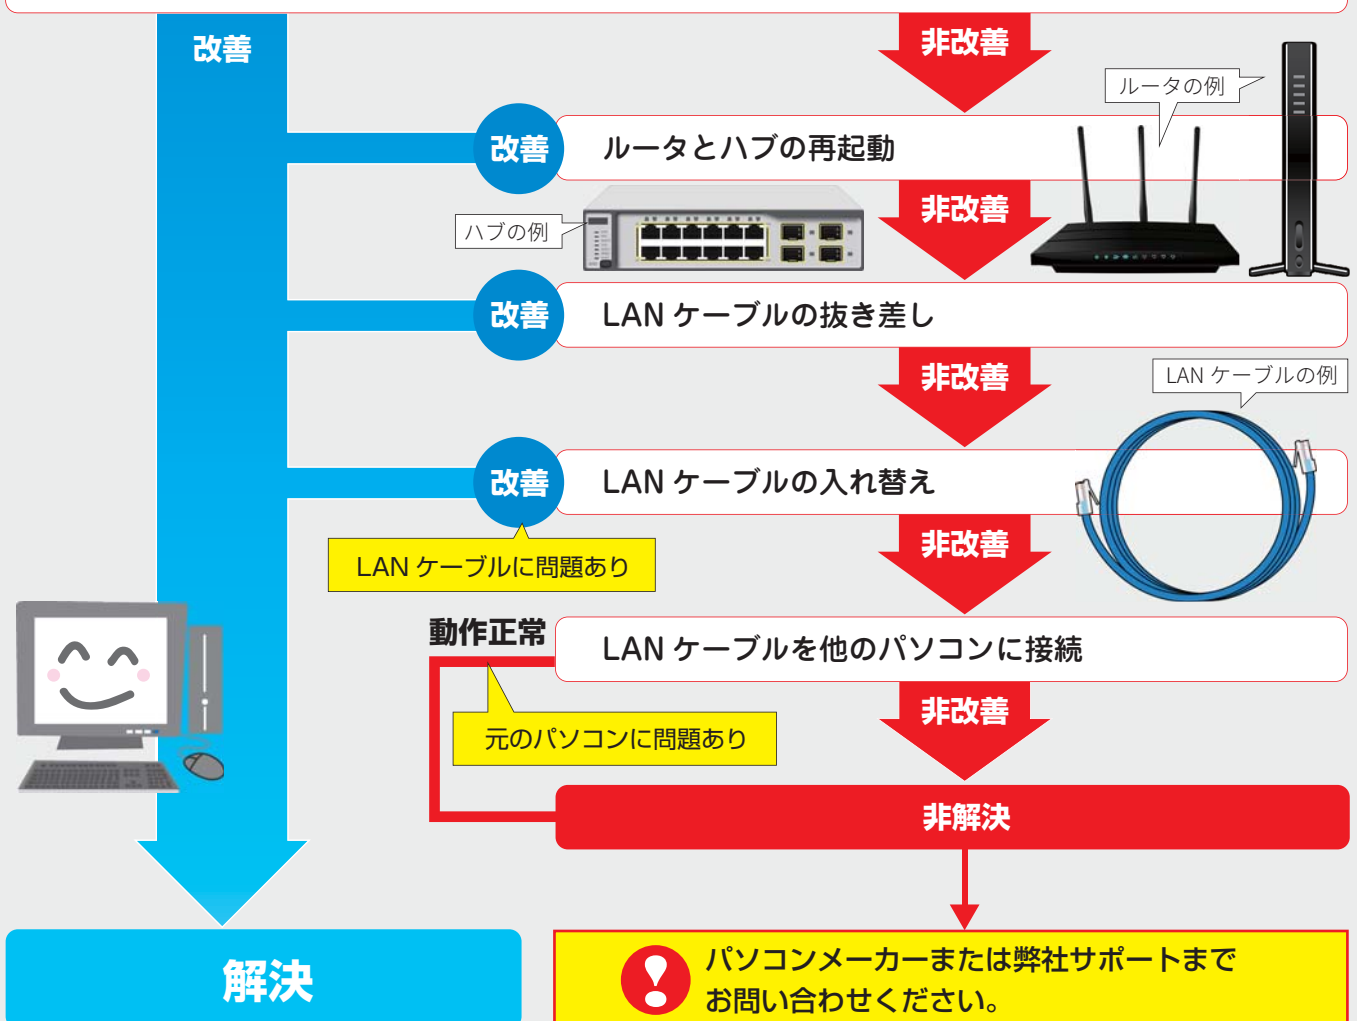 改善
非改善
ルータの例
改善
ルータとハブの再起動
非改善
ハブの例
改善
LAN ケーブルの抜き差し
非改善
LAN ケーブルの例
改善
LAN ケーブルの入れ替え
非改善
LAN ケーブルに問題あり
動作正常
LAN ケーブルを他のパソコンに接続
非改善
元のパソコンに問題あり
非解決
解決
パソコンメーカーまたは弊社サポートまで
お問い合わせください。